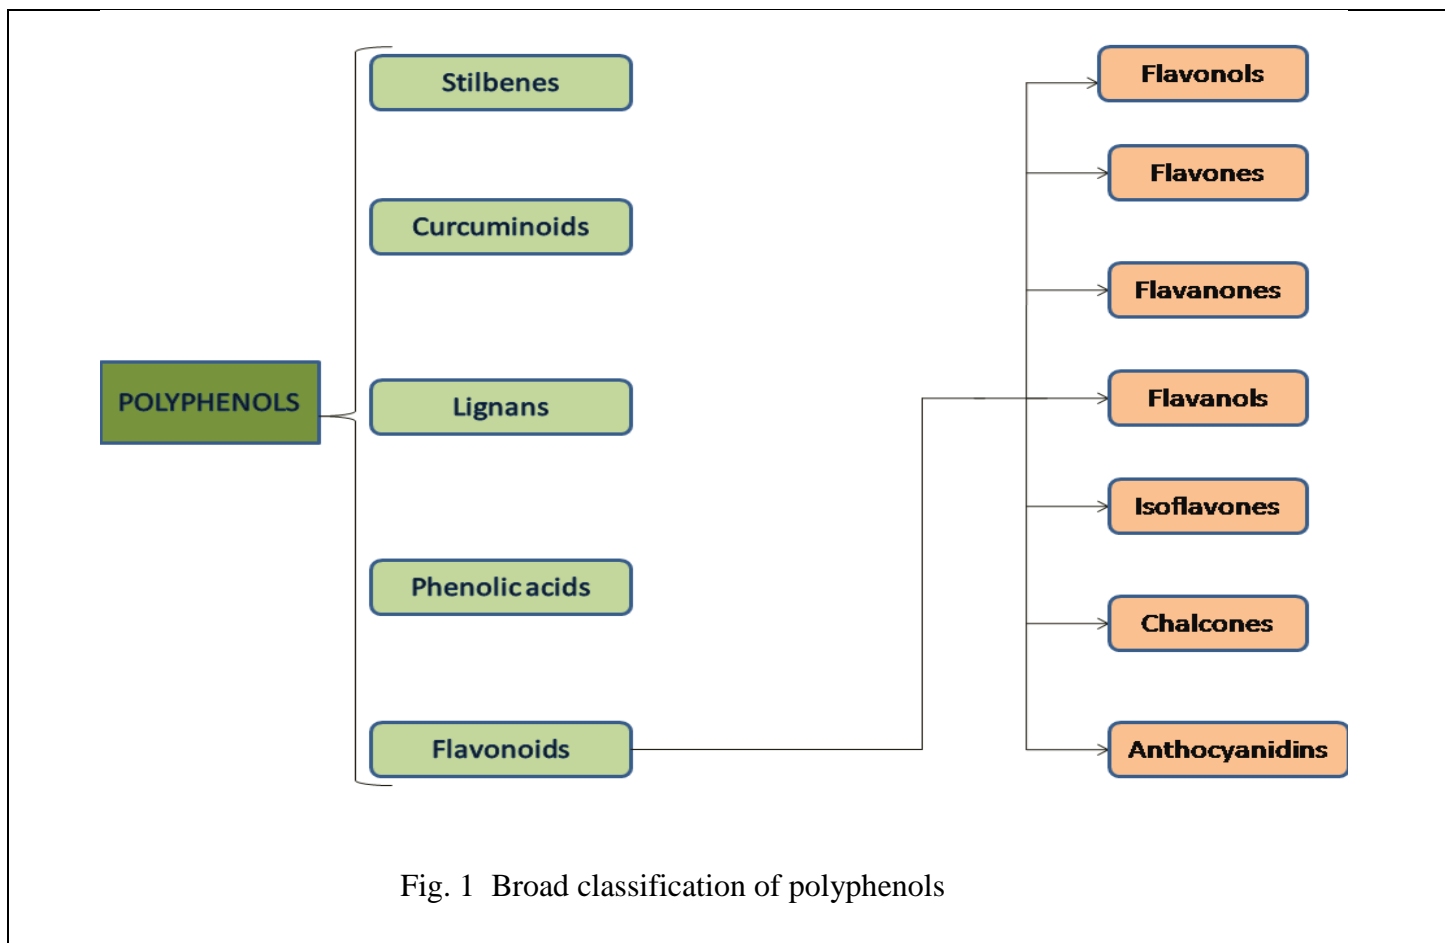 POLYPHENOLS
Stilbenes
Curcuminoids
Lignans
Phenolic acids
Flavonoids
Flavonols
Flavones
Flavanones
Flavanols
Isoflavones
Chalcones
Anthocyanidins
Fig. 1 Broad classification of polyphenols